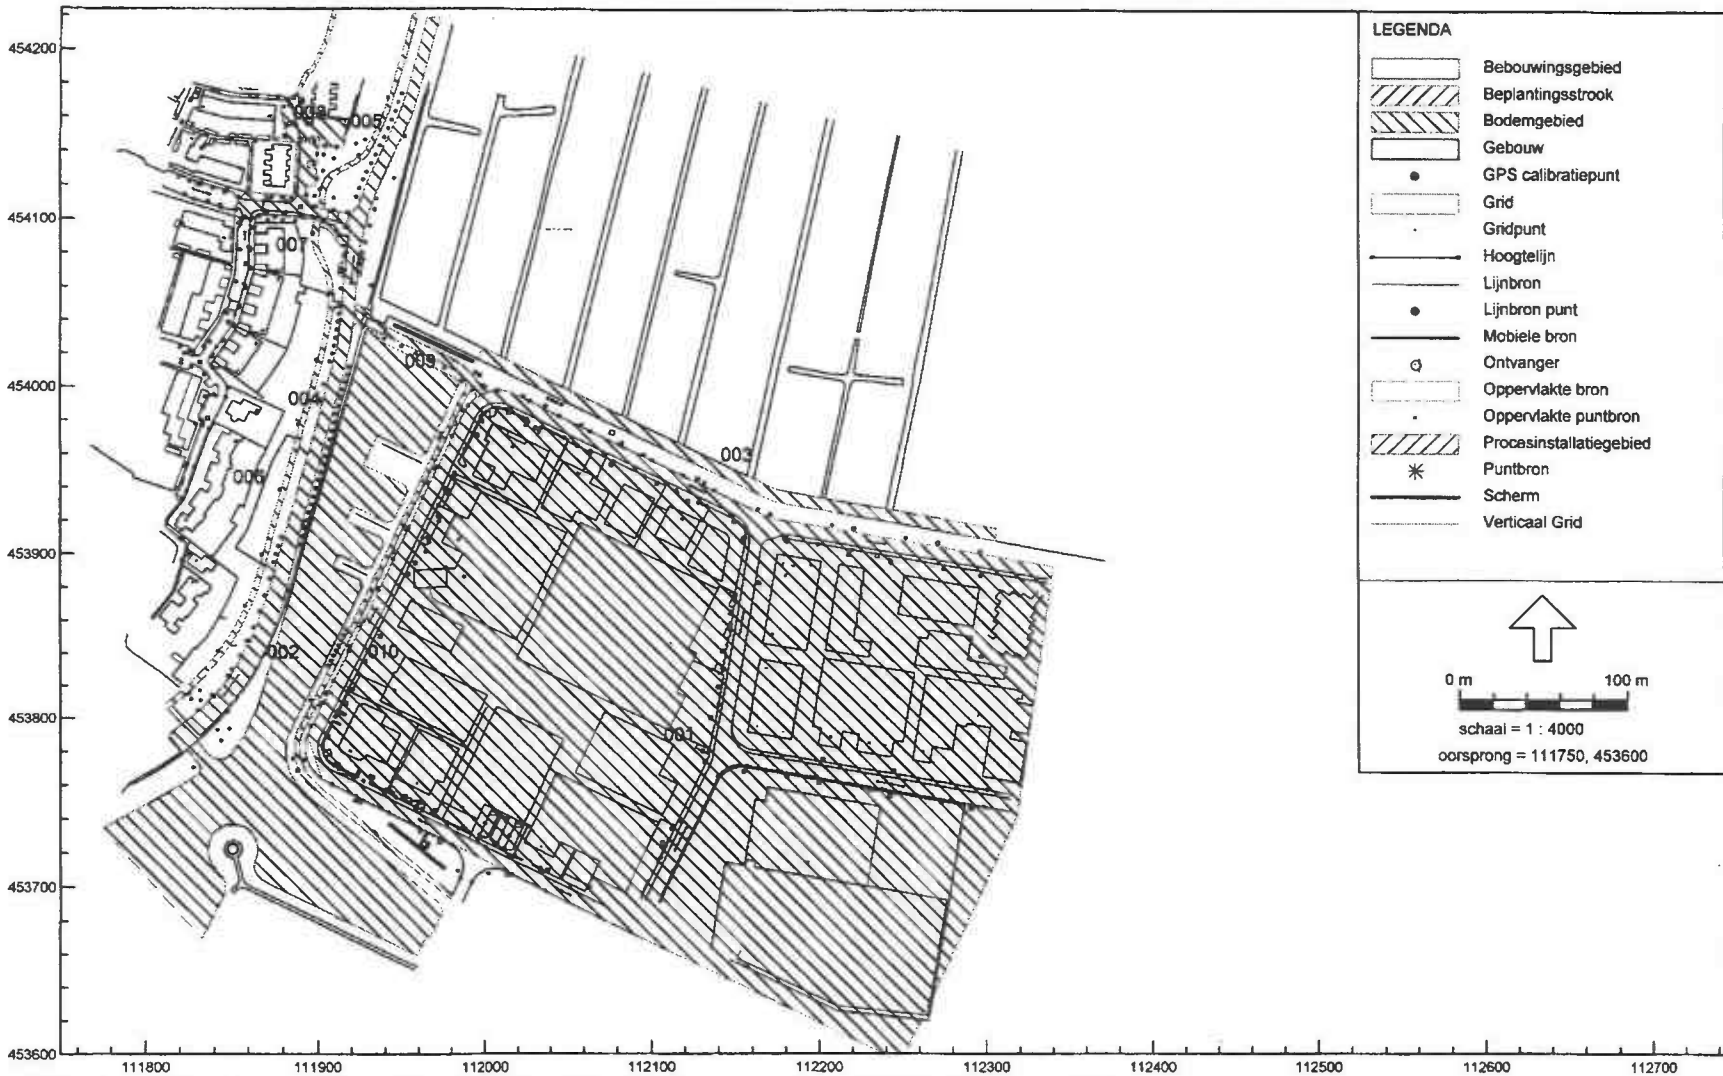 454200
454100
454000
453900
453800
453700
453600
111800
111900
112000
112100
112200
112300
112400
112500
112600
112700
005
007
009
004
003
006
002
010
001
LEGENDA
Bebouwingsgebied
Beplantingsstrook
Bodemgebied
Gebouw
GPS calibratiepunt
Grid
Gridpunt
Hoogtelijn
Lijnbron
Lijnbron punt
Mobiele bron
Ontvanger
Oppervlakte bron
Oppervlakte puntbron
Procesinstallatiegebied
Puntbron
Scherm
Verticaal Grid
0 m 100 m
schaal = 1 : 4000
oorsprong = 111750, 453600